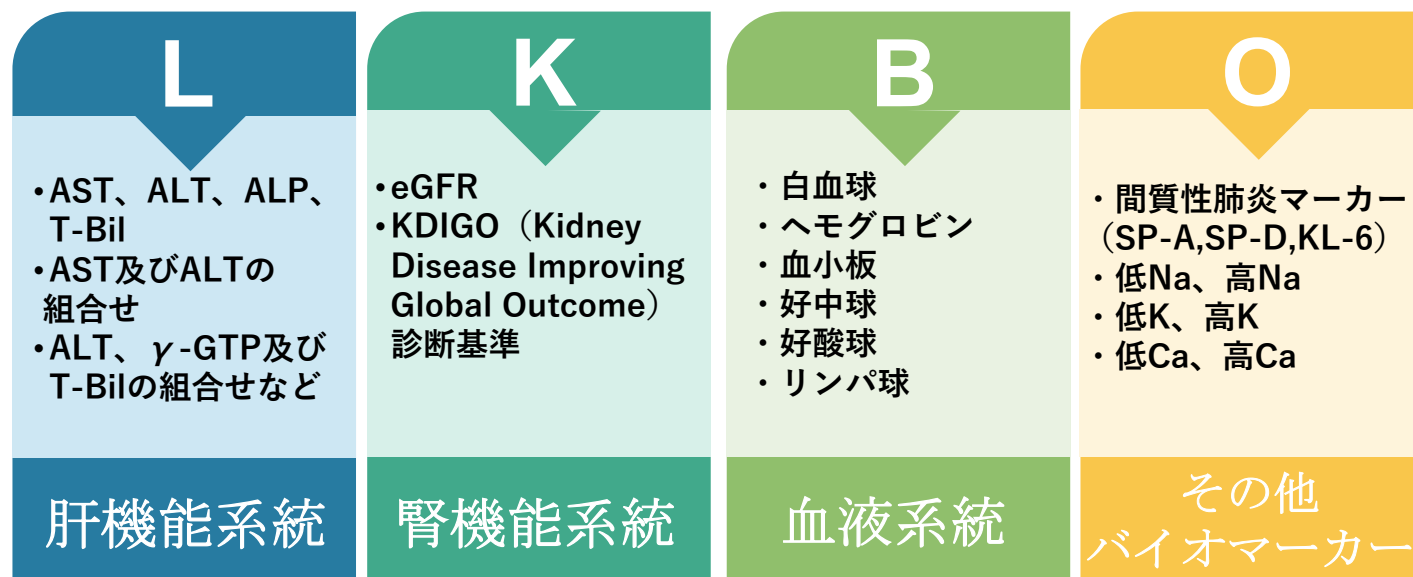 L
・AST、ALT、ALP、
T-Bil
・AST及びALTの
組合せ
・ALT、γ-GTP及び
T-Bilの組合せなど
肝機能系統
K
・eGFR
・KDIGO（Kidney
Disease Improving
Global Outcome）
診断基準
腎機能系統
B
・白血球
・ヘモグロビン
・血小板
・好中球
・好酸球
・リンパ球
血液系統
O
・間質性肺炎マーカー
（SP-A,SP-D,KL-6）
・低Na、高Na
・低K、高K
・低Ca、高Ca
その他
バイオマーカー